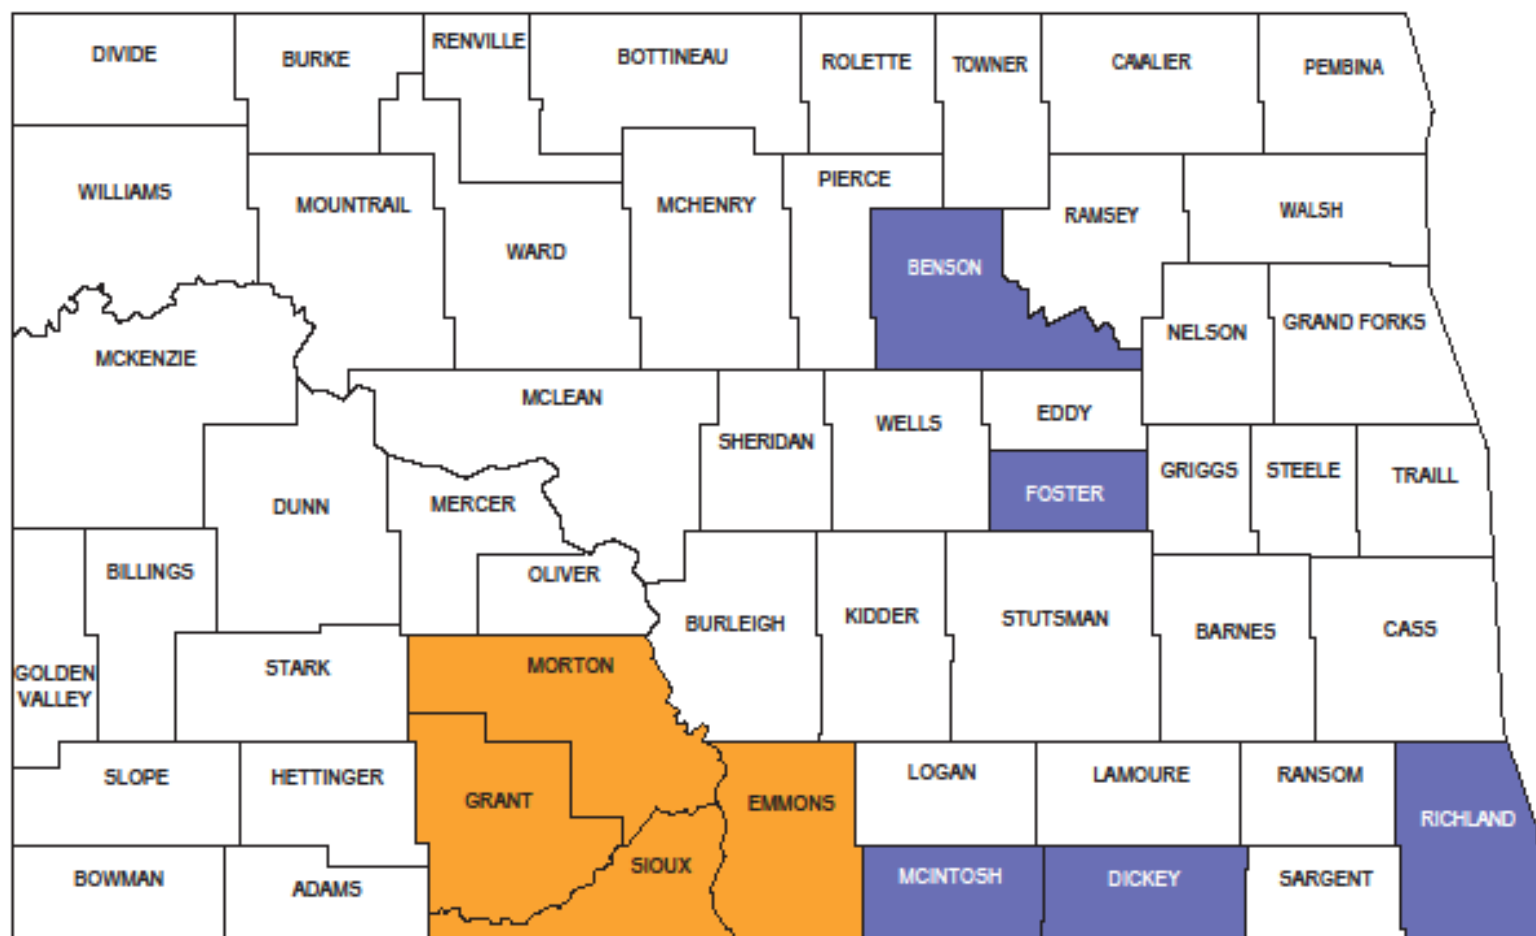 DIVIDE
BURKE
RENVILLE
BOTTINEAU
ROLETTE
TOWNER
CAVALIER
PEMBINA
WILLIAMS
MOUNTRAIL
WARD
MCHENRY
PIERCE
BENSON
RAMSEY
WALSH
MCKENZIE
NELSON
GRAND FORKS
MCLEAN
SHERIDAN
WELLS
EDDY
FOSTER
GRIGGS
STEELE
TRAILL
DUNN
MERCER
BILLINGS
OLIVER
BURLEIGH
KIDDER
STUTSMAN
BARNES
CASS
GOLDEN
VALLEY
STARK
MORTON
SLOPE
HETTINGER
GRANT
EMMONS
LOGAN
LAMOURE
RANSOM
RICHLAND
BOWMAN
ADAMS
SIOUX
MCINTOSH
DICKEY
SARGENT